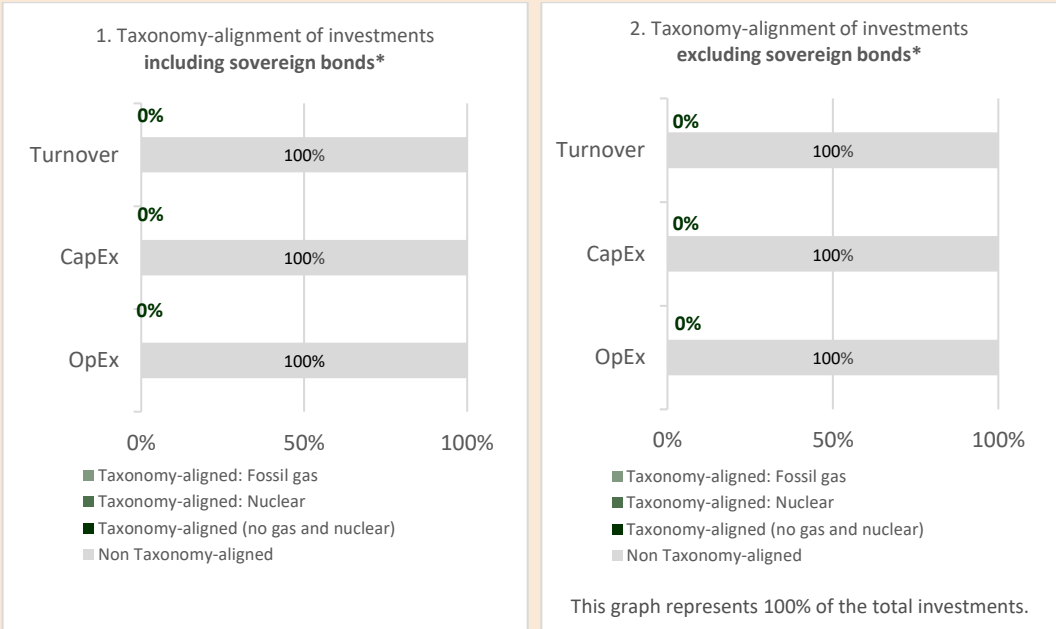 1. Taxonomy-alignment of investments
including sovereign bonds*
0%
Turnover
100%
0%
CapEx
100%
0%
OpEx
100%
0%
50%
100%
Taxonomy-aligned: Fossil gas
Taxonomy-aligned: Nuclear
Taxonomy-aligned (no gas and nuclear)
Non Taxonomy-aligned
2. Taxonomy-alignment of investments
excluding sovereign bonds*
0%
Turnover
100%
0%
CapEx
100%
0%
OpEx
100%
0%
50%
100%
Taxonomy-aligned: Fossil gas
Taxonomy-aligned: Nuclear
Taxonomy-aligned (no gas and nuclear)
Non Taxonomy-aligned
This graph represents 100% of the total investments.